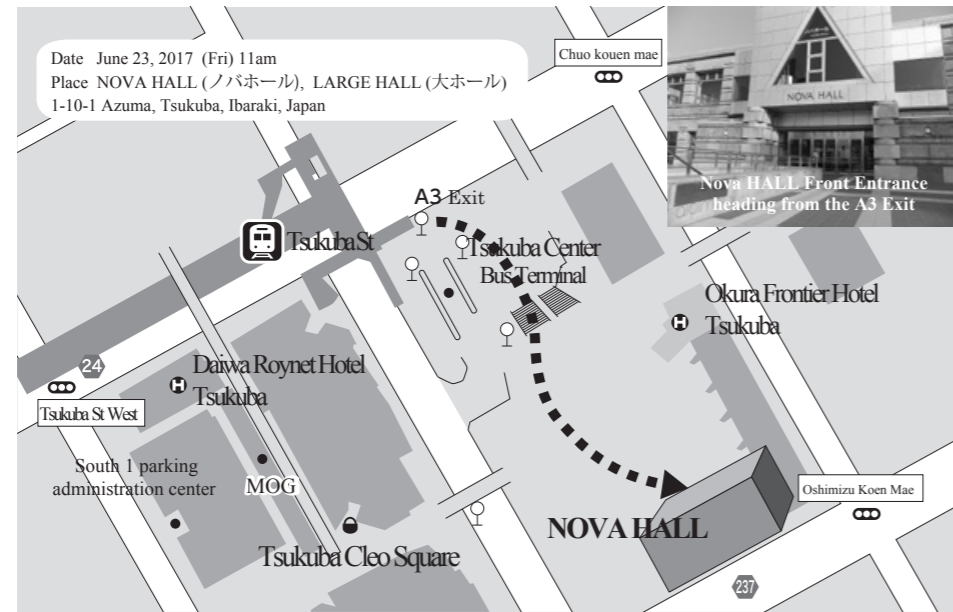 Date June 23, 2017 (Fri) 11am
Place NOVA HALL (ノバホール), LARGE HALL (大ホール)
1-10-1 Azuma, Tsukuba, Ibaraki, Japan
Chuo kouen mae
NOVA HALL
Nova HALL Front Entrance
heading from the A3 Exit
A3 Exit
Tsukuba St
Tsukuba Center
Bus Terminal
Okura Frontier Hotel
Tsukuba
H
24
Daiwa Roynet Hotel
H
Tsukuba
Tsukuba St West
South 1 parking
administration center
MOG
Oshimizu Koen Mae
NOVA HALL
Tsukuba Cleo Square
237